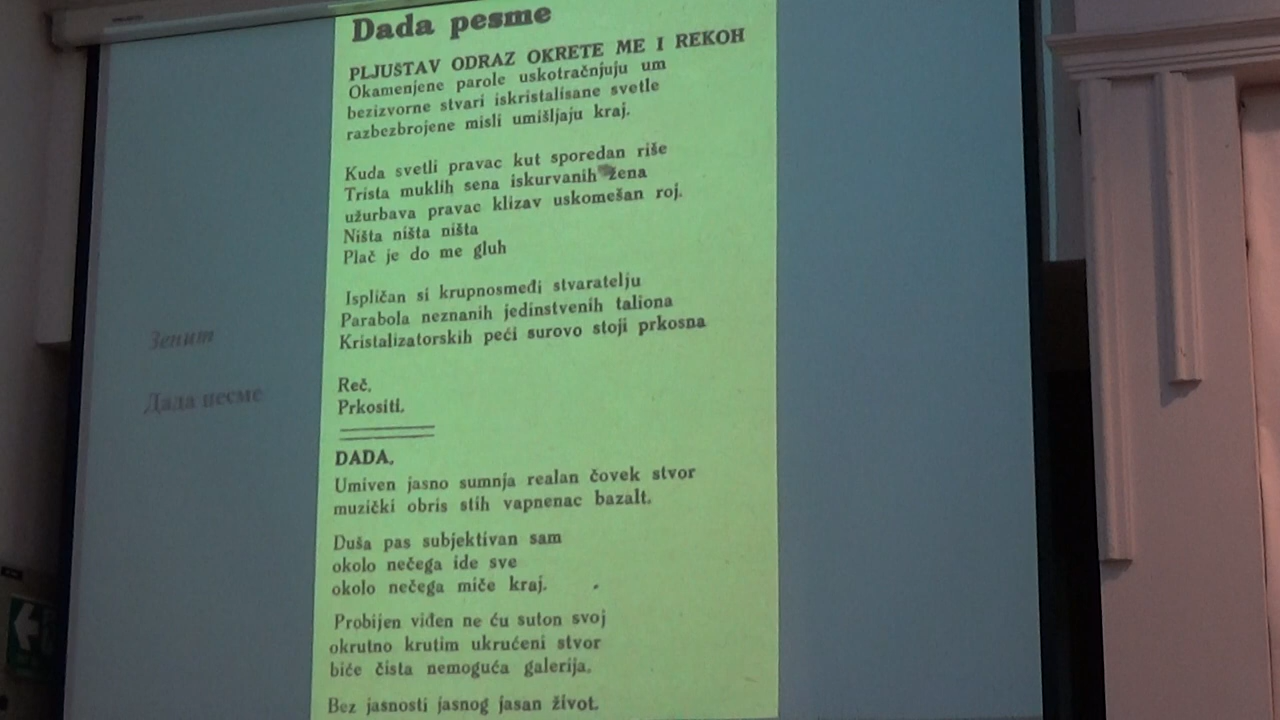 Dada pesme
PLJUŠTAV ODRAZ OKRETE ME I REKOH
Okamenjene parole uskotračnjuju um
bezizvorne stvari iskristalisane svetle
razbezbrojene misli umišljaju kraj.
Kuda svetli pravac kut sporedan riše
Trista muklih sena iskurvanih žena
užurbava pravac klizav uskomešan roj.
Ništa ništa ništa
Plač je do me gluh
Ispličan si krupnosmeđi stvaratelju
Parabola neznanih jedinstvenih taliona
Kristalizatorskih peći surovo stoji prkosna
Reč.
Prkositi.
DADA.
Umiven jasno sumnja realan čovek stvor
muzički obris stih vapnenac bazalt.
Duša pas subjektivan sam
okolo nečega ide sve
okolo nečega miče kraj.
Probijen viđen ne ću suton svoj
okrutno krutim ukrućeni stvor
biće čista nemoguća galerija.
Bez jasnosti jasnog jasan život.
Зенит
Дада песме